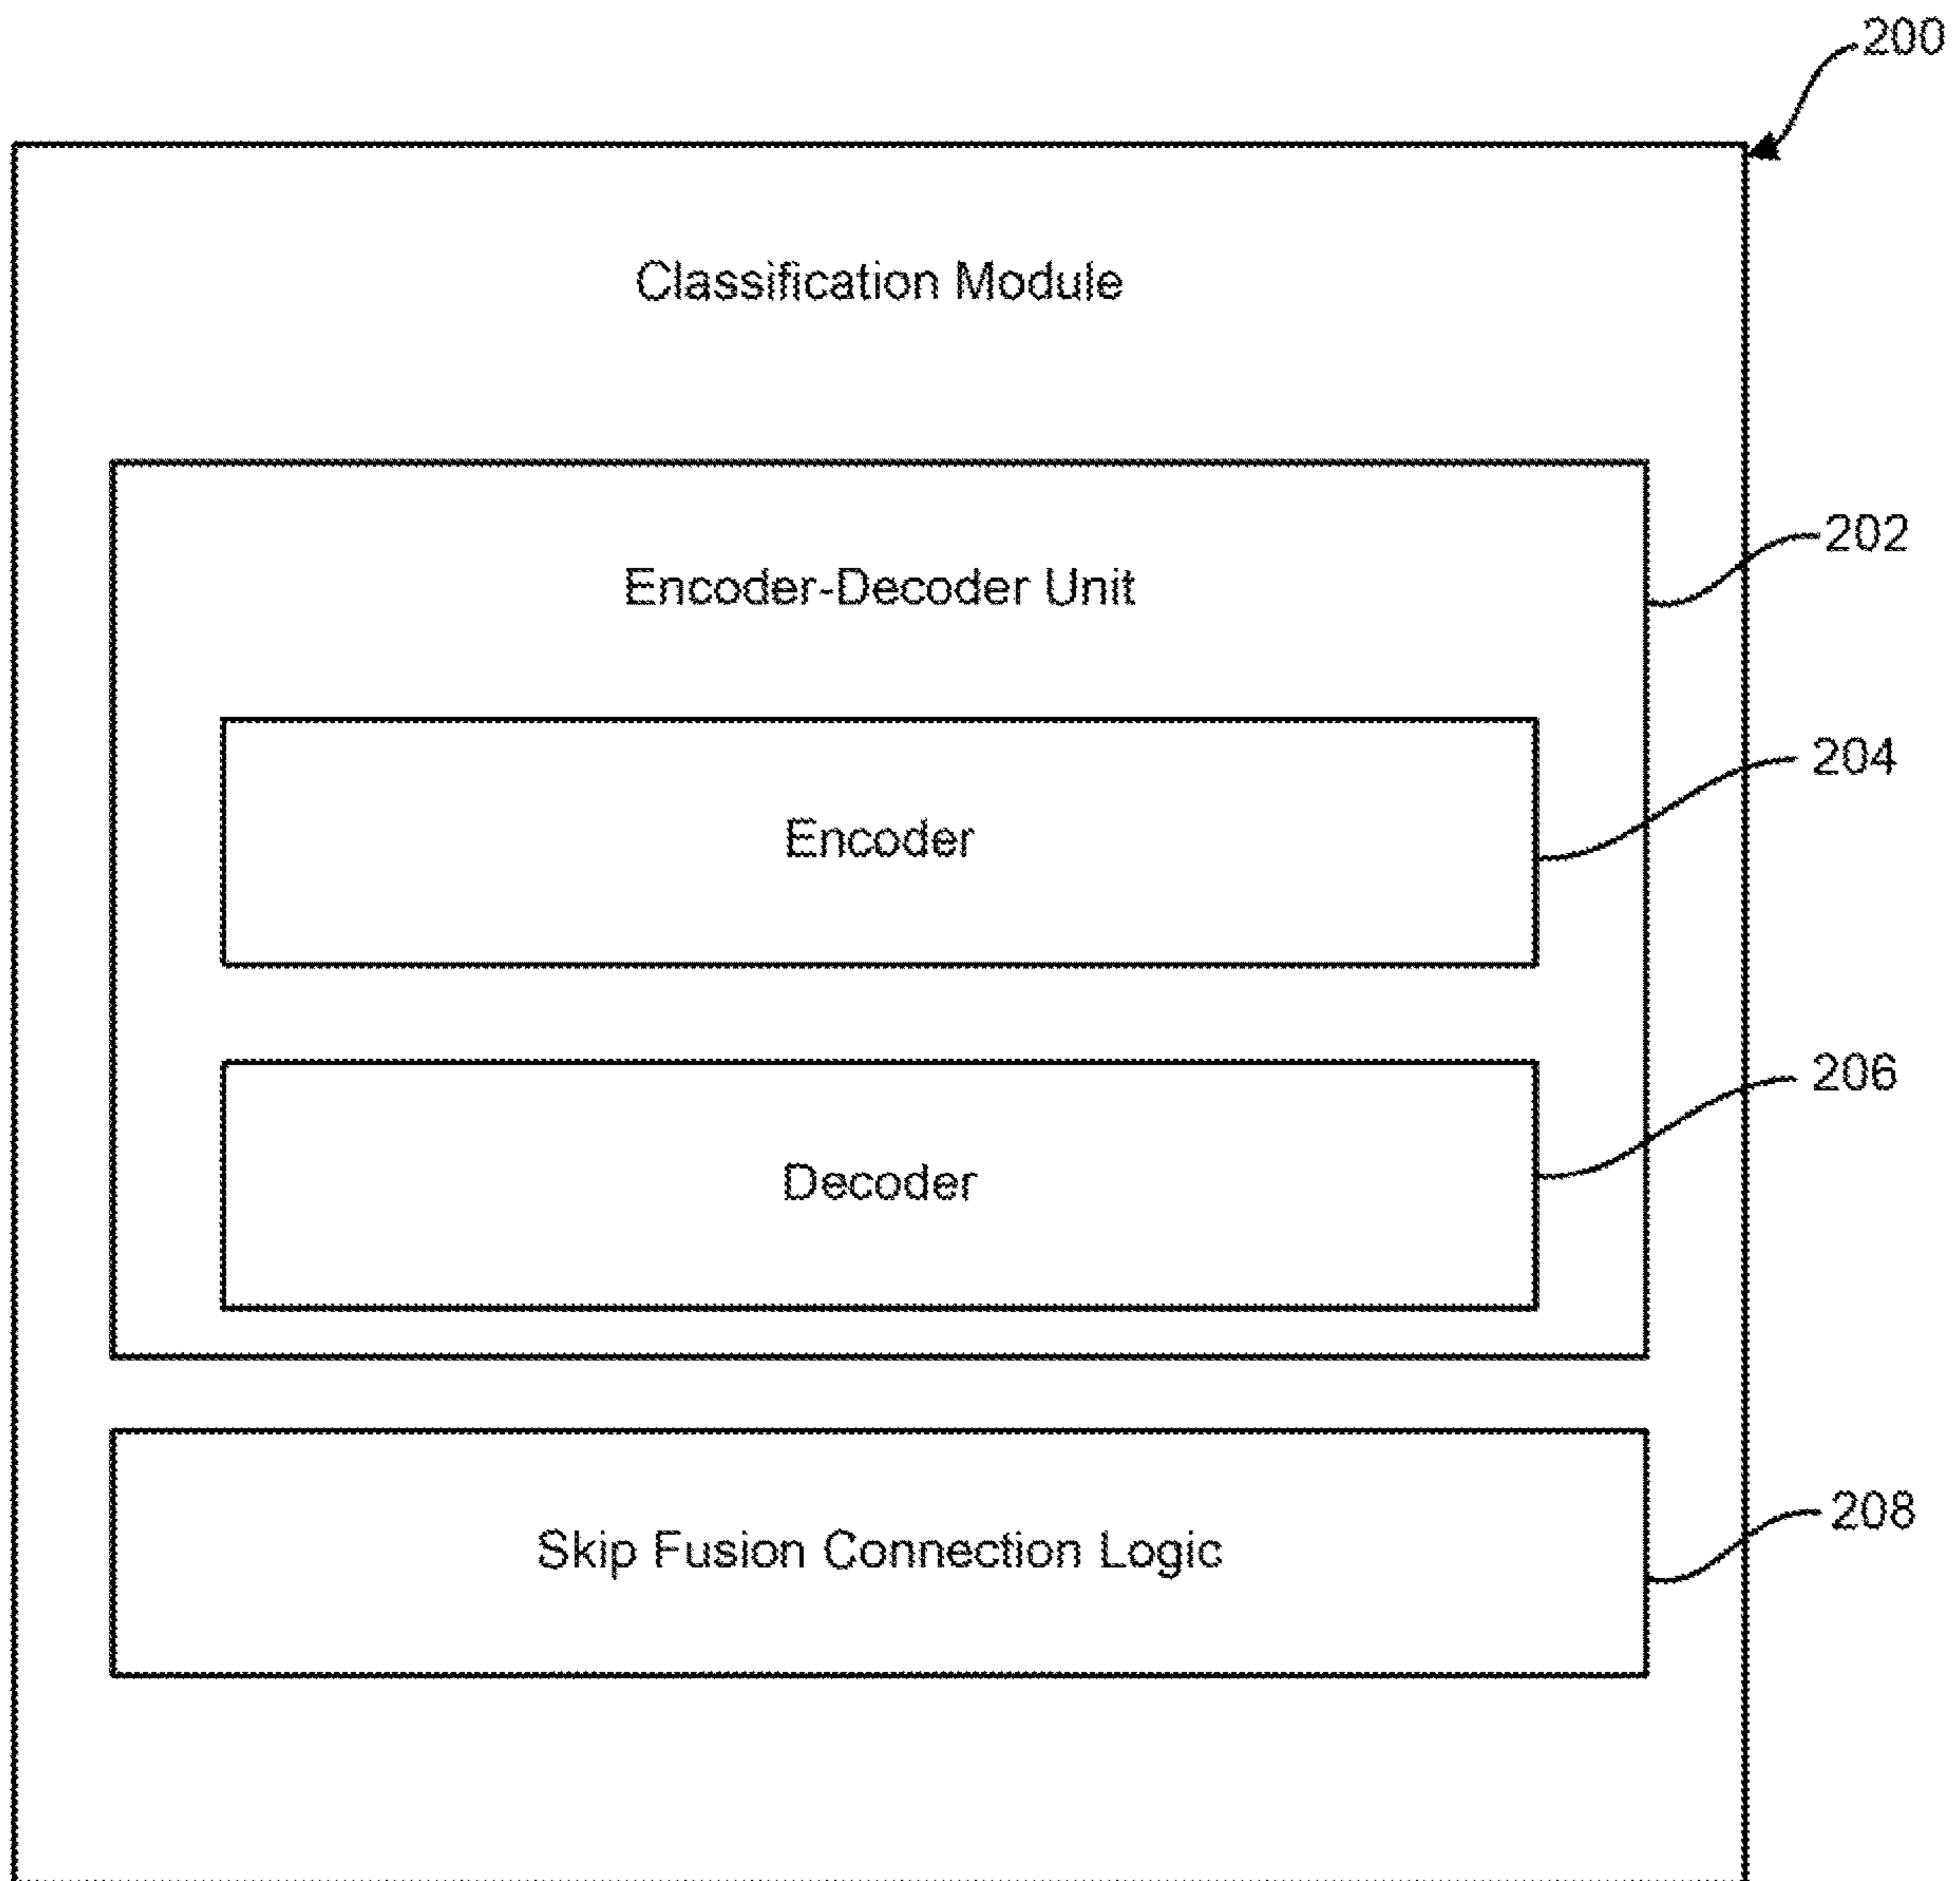 200
Classification Module
202
Encoder-Decoder Unit
204
Encoder
206
Decoder
208
Skip Fusion Connection Logic